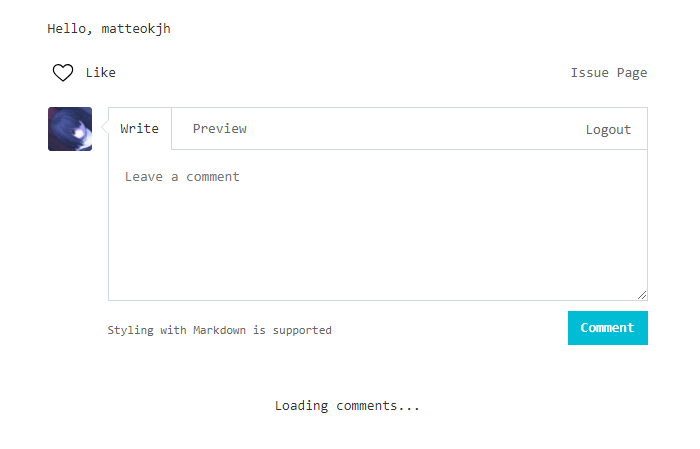 Hello, matteokjh
Like
Issue Page
Write
Preview
Logout
Leave a comment
Styling with Markdown is supported
Comment
Loading comments...